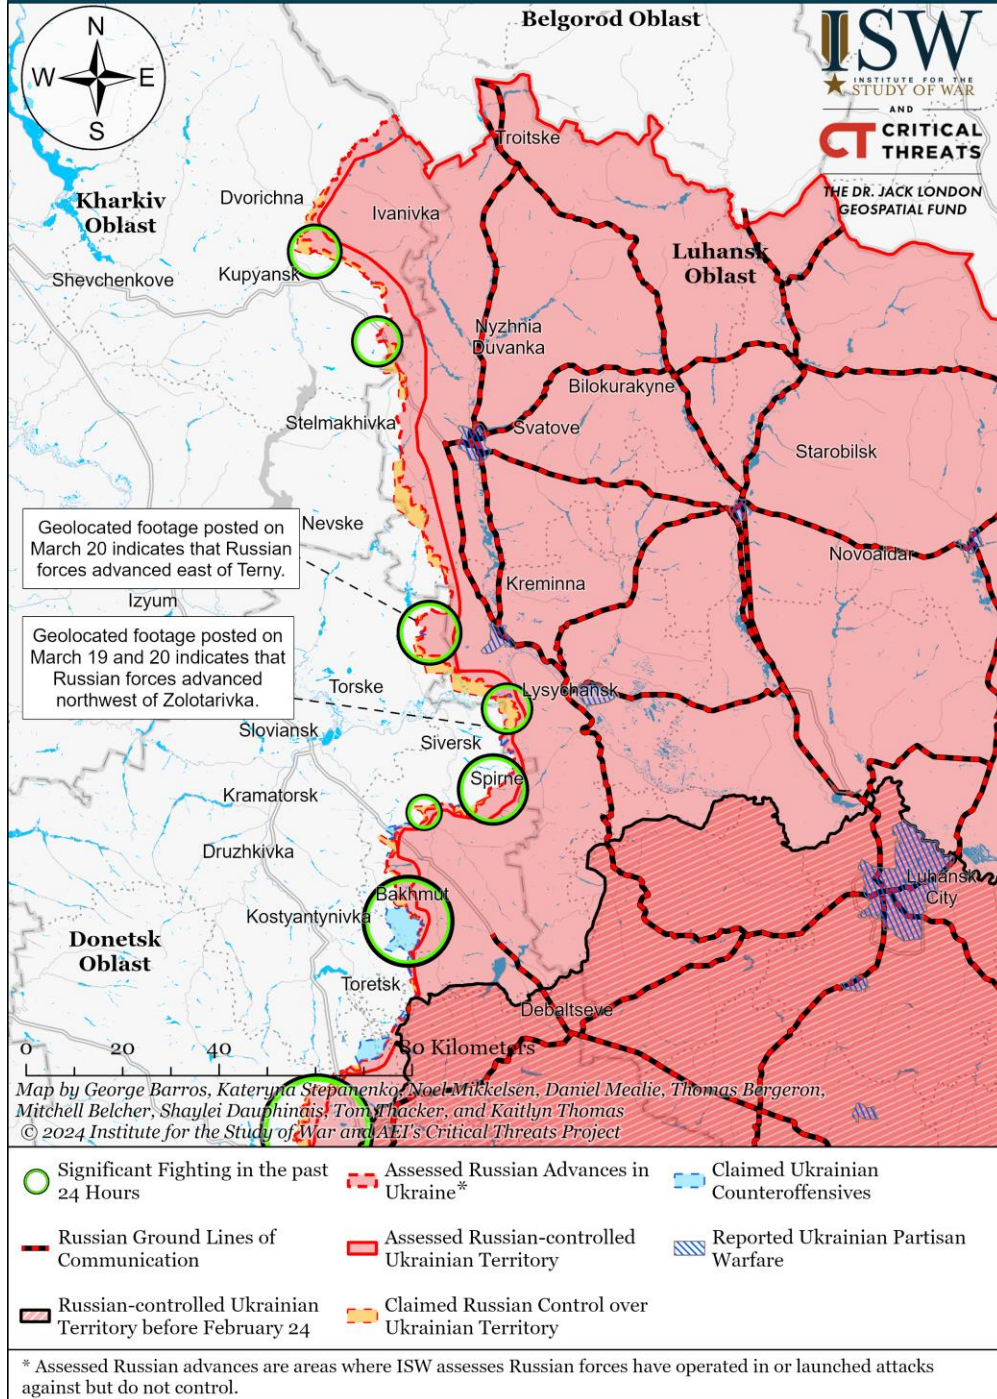 Belgorod Oblast
N
W E
S
ISW
INSTITUTE FOR THE
STUDY OF WAR
AND
CT CRITICAL
THREATS
THE DR. JACK LONDON
GEOSPATIAL FUND
Troitske
Dvorichna
Kharkiv
Oblast
Ivanivka
Luhansk
Oblast
Kupyansk
Shevchenkove
Nyzhnia
Duvanka
Bilokurakyne
Stelmakhivka
Svatove
Starobilsk
Geolocated footage posted on
March 20 indicates that Russian
forces advanced east of Terny.
Nevske
Novoaidar
Kreminna
Izyum
Geolocated footage posted on
March 19 and 20 indicates that
Russian forces advanced
northwest of Zolotarivka.
Torske
Lysychansk
Sloviansk
Siversk
Spirne
Kramatorsk
Druzhkivka
Luhansk
City
Bakhmut
Kostyantynivka
Donetsk
Oblast
Toretsk
Debaltseve
0 20 40 80 Kilometers
Map by George Barros, Kateryna Stepanenko, Noel Mikkelsen, Daniel Mealie, Thomas Bergeron,
Mitchell Belcher, Shaylei Dauphinais, Tom Thacker, and Kaitlyn Thomas
© 2024 Institute for the Study of War and AEI's Critical Threats Project
Significant Fighting in the past
24 Hours
Russian Ground Lines of
Communication
Russian-controlled Ukrainian
Territory before February 24
Assessed Russian Advances in
Ukraine*
Assessed Russian-controlled
Ukrainian Territory
Claimed Russian Control over
Ukrainian Territory
Claimed Ukrainian
Counteroffensives
Reported Ukrainian Partisan
Warfare
* Assessed Russian advances are areas where ISW assesses Russian forces have operated in or launched attacks
against but do not control.